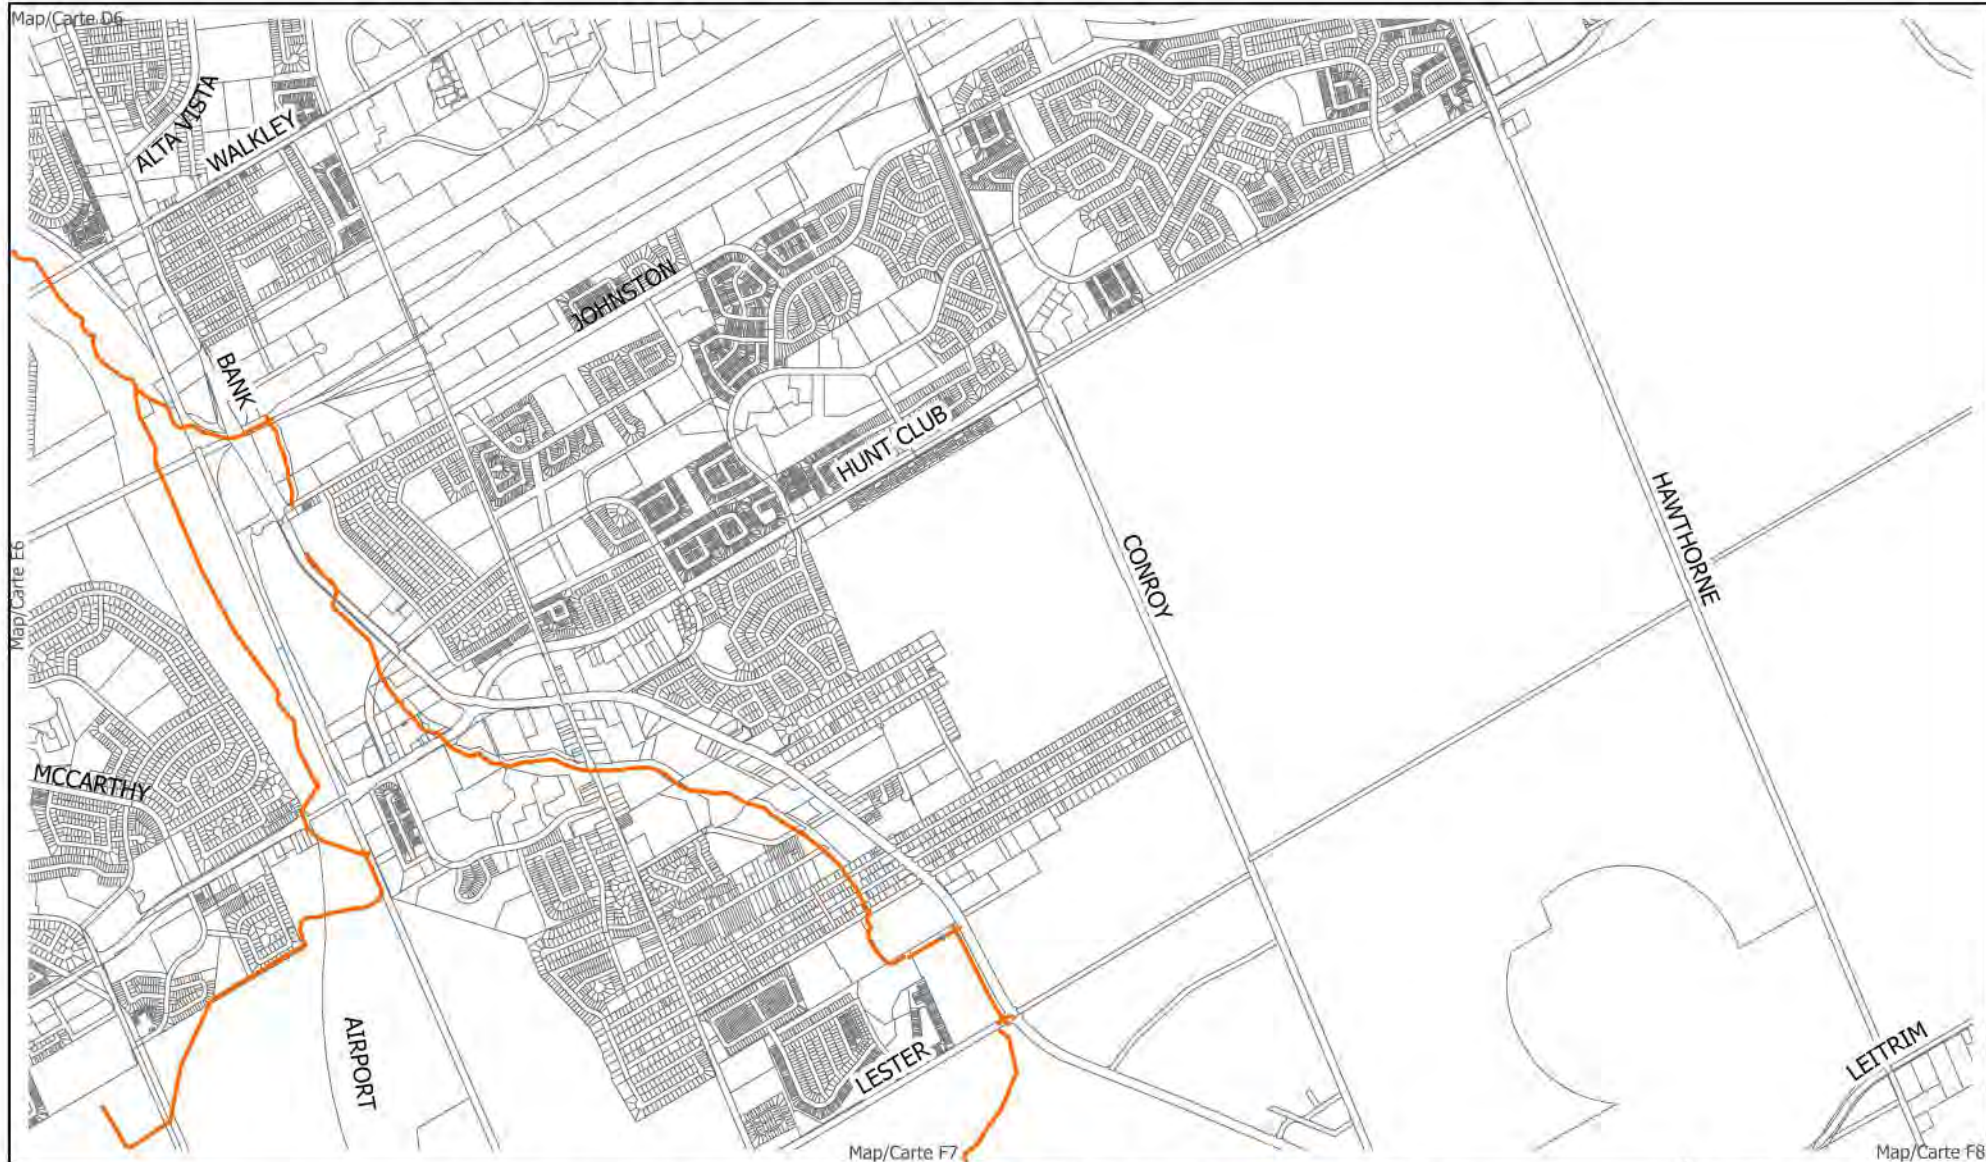 Map/Carte D6
ALTA VISTA
WALKLEY
JOHNSTON
BANK
HUNT CLUB
HAWTHORNE
CONROY
Map/Carte E6
MCCARTHY
AIRPORT
LESTER
LEITRIM
Map/Carte F7
Map/Carte F8